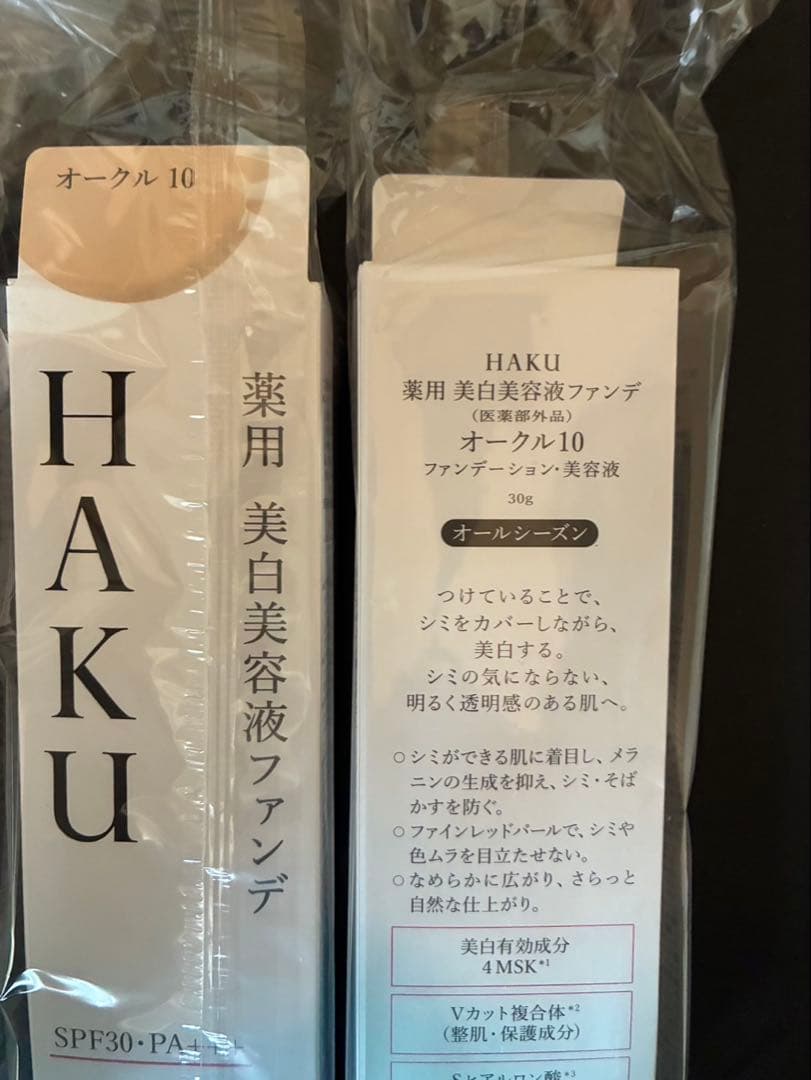 オークル 10
HAKU
薬用 美白美容液ファンデ
SPF30・PA+++
HAKU
薬用 美白美容液ファンデ
（医薬部外品）
オークル10
ファンデーション・美容液
30g
オールシーズン
つけていることで、
シミをカバーしながら、
美白する。
シミの気にならない、
明るく透明感のある肌へ。
○シミができる肌に着目し、メラ
ニンの生成を抑え、シミ・そば
かすを防ぐ。
○ファインレッドパールで、シミや
色ムラを目立たせない。
○なめらかに広がり、さらっと
自然な仕上がり。
美白有効成分
4MSK*1
Vカット複合体*2
（整肌・保護成分）
Sヒアルロン酸*3